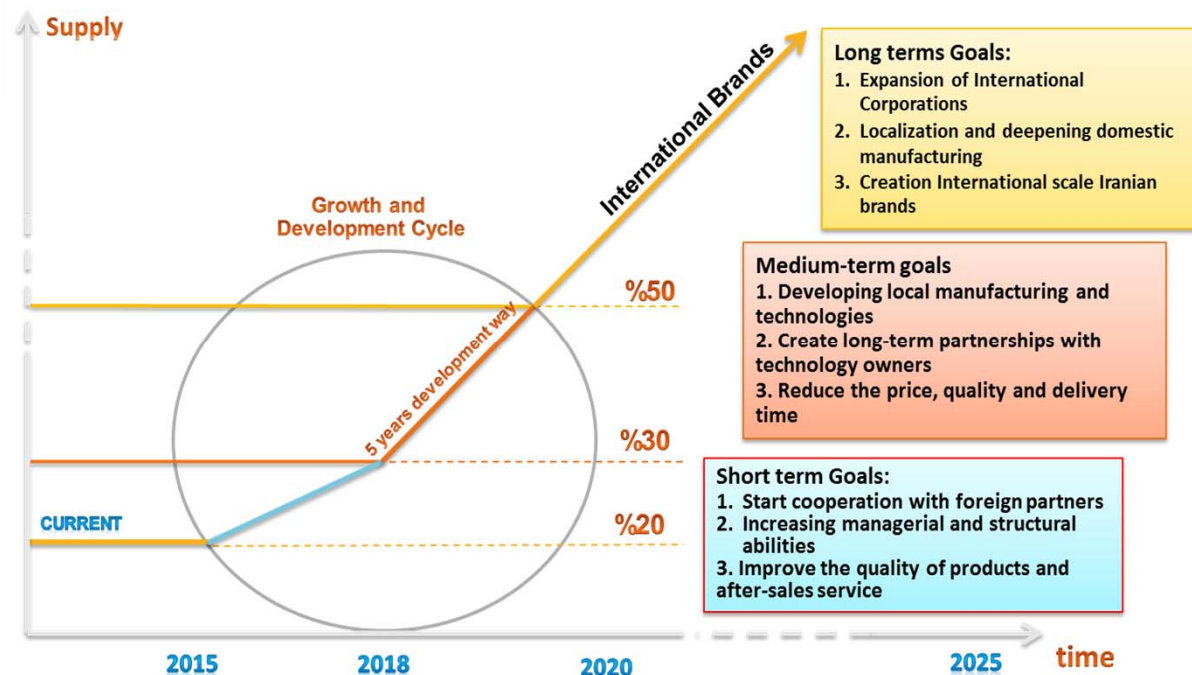 Supply
Long terms Goals:
1. Expansion of International
Corporations
2. Localization and deepening domestic
manufacturing
3. Creation International scale Iranian
brands
International Brands
Growth and
Development Cycle
Medium-term goals
1. Developing local manufacturing and
technologies
2. Create long-term partnerships with
technology owners
3. Reduce the price, quality and delivery
time
%50
5 years development way
%30
Short term Goals:
1. Start cooperation with foreign partners
2. Increasing managerial and structural
abilities
3. Improve the quality of products and
after-sales service
CURRENT
%20
2015
2018
2020
2025
time